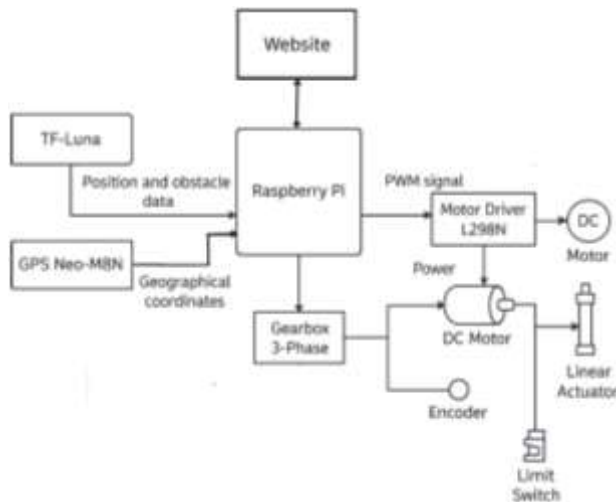 Website
TF-Luna
Position and obstacle
data
Raspberry Pi
PWM signal
Motor Driver
L298N
DC
Motor
GPS Neo-M8N
Geographical
coordinates
Power
Gearbox
3-Phase
DC Motor
Linear
Actuator
Encoder
Limit
Switch